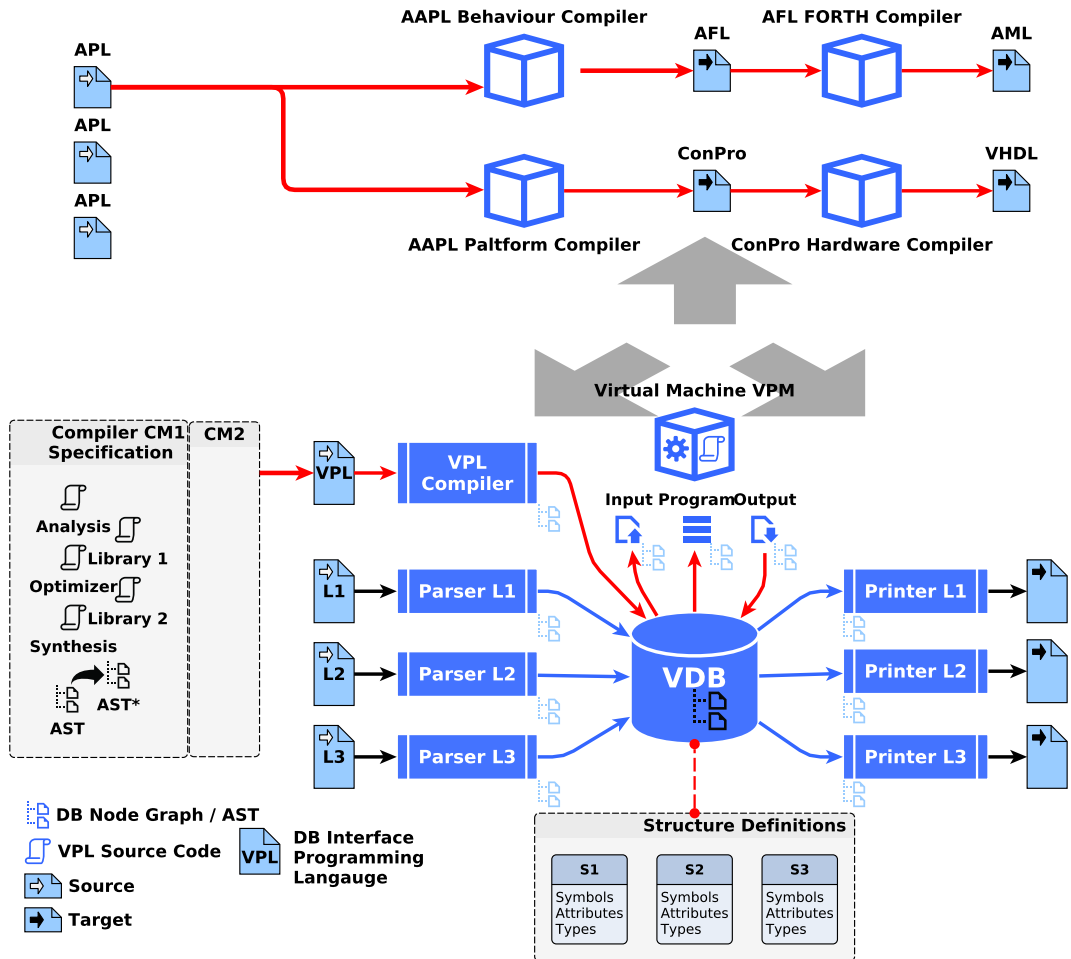 AAPL Behaviour Compiler
AFL FORTH Compiler
AFL
AML
APL
APL
APL
ConPro
VHDL
AAPL Paltform Compiler
ConPro Hardware Compiler
Virtual Machine VPM
Compiler CM1
Specification
CM2
VPL
VPL
Compiler
Input
Program
Output
Analysis
Library 1
Optimizer
Library 2
Synthesis
AST*
AST
L1
Parser L1
Printer L1
L2
Parser L2
VDB
Printer L2
L3
Parser L3
Printer L3
DB Node Graph / AST
VPL Source Code
Source
Target
VPL
DB Interface
Programming
Langauge
Structure Definitions
S1
Symbols
Attributes
Types
S2
Symbols
Attributes
Types
S3
Symbols
Attributes
Types